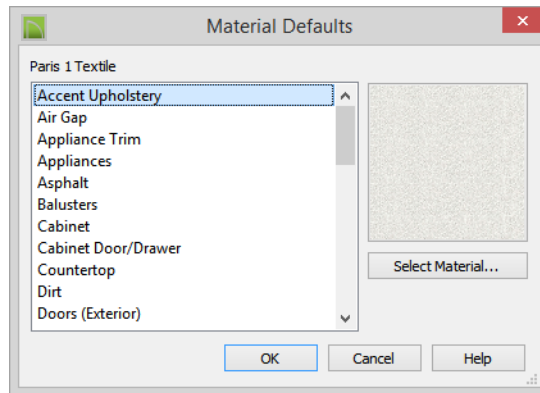 Material Defaults
Paris 1 Textile
Accent Upholstery
Air Gap
Appliance Trim
Appliances
Asphalt
Balusters
Cabinet
Cabinet Door/Drawer
Countertop
Dirt
Doors (Exterior)
Select Material...
OK
Cancel
Help